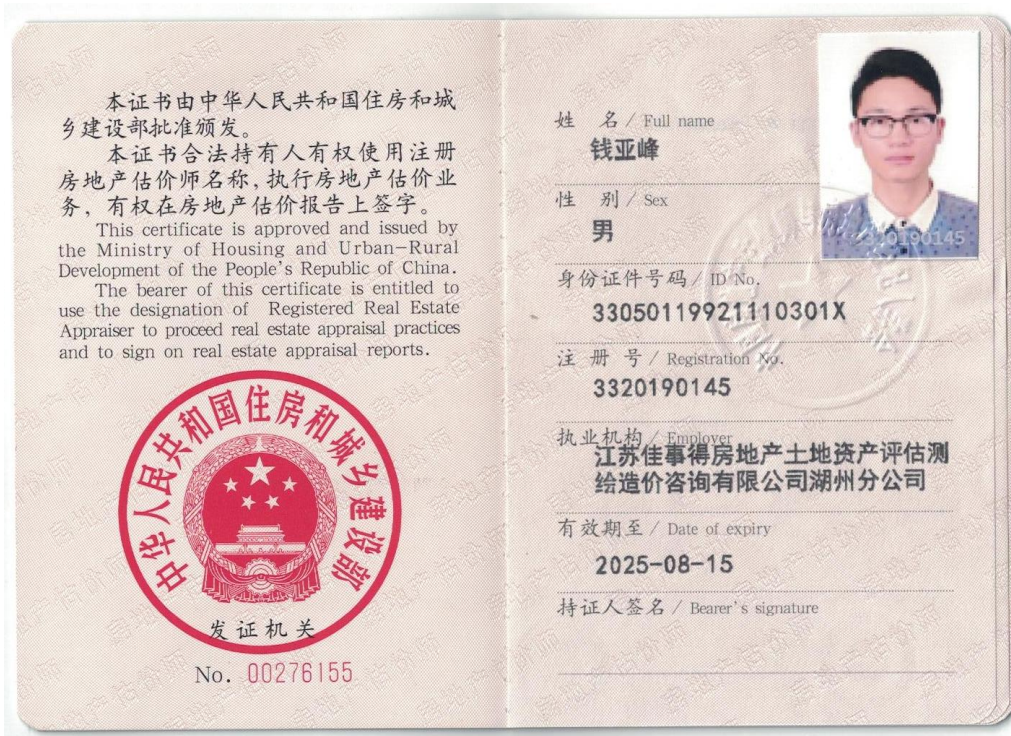 本证书由中华人民共和国住房和城
乡建设部批准颁发。
本证书合法持有人有权使用注册
房地产估价师名称,执行房地产估价业
务,有权在房地产估价报告上签字。
This certificate is approved and issued by
the Ministry of Housing and Urban-Rural
Development of the People's Republic of China.
The bearer of this certificate is entitled to
use the designation of Registered Real Estate
Appraiser to proceed real estate appraisal practices
and to sign on real estate appraisal reports.
中华人民共和国住房和城乡建设部
发证机关
No. 00276155
姓 名 / Full name
钱亚峰
性 别 / Sex
男
身份证件号码 / ID No.
33050119921110301X
注 册 号 / Registration No.
3320190145
执业机构 / Employer
江苏佳事得房地产土地资产评估测
绘造价咨询有限公司湖州分公司
有效期至 / Date of expiry
2025-08-15
持证人签名 / Bearer's signature
3320190145